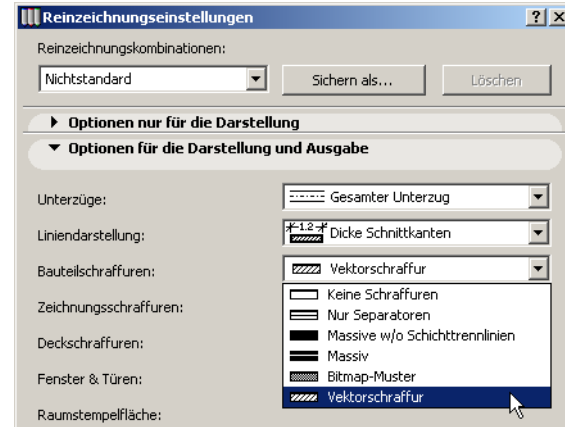 Reinzeichnungseinstellungen
Reinzeichnungskombinationen:
Nichtstandard
Sichern als...
Löschen
Optionen nur für die Darstellung
Optionen für die Darstellung und Ausgabe
Unterzüge:
Gesamter Unterzug
Liniendarstellung:
1.2 Dicke Schnittkanten
Bauteilschraffuren:
Vektorschraffur
Keine Schraffuren
Nur Separatoren
Massive w/o Schichttrennlinien
Massiv
Bitmap-Muster
Vektorschraffur
Zeichnungsschraffuren:
Deckschraffuren:
Fenster & Türen:
Raumstempelfläche: